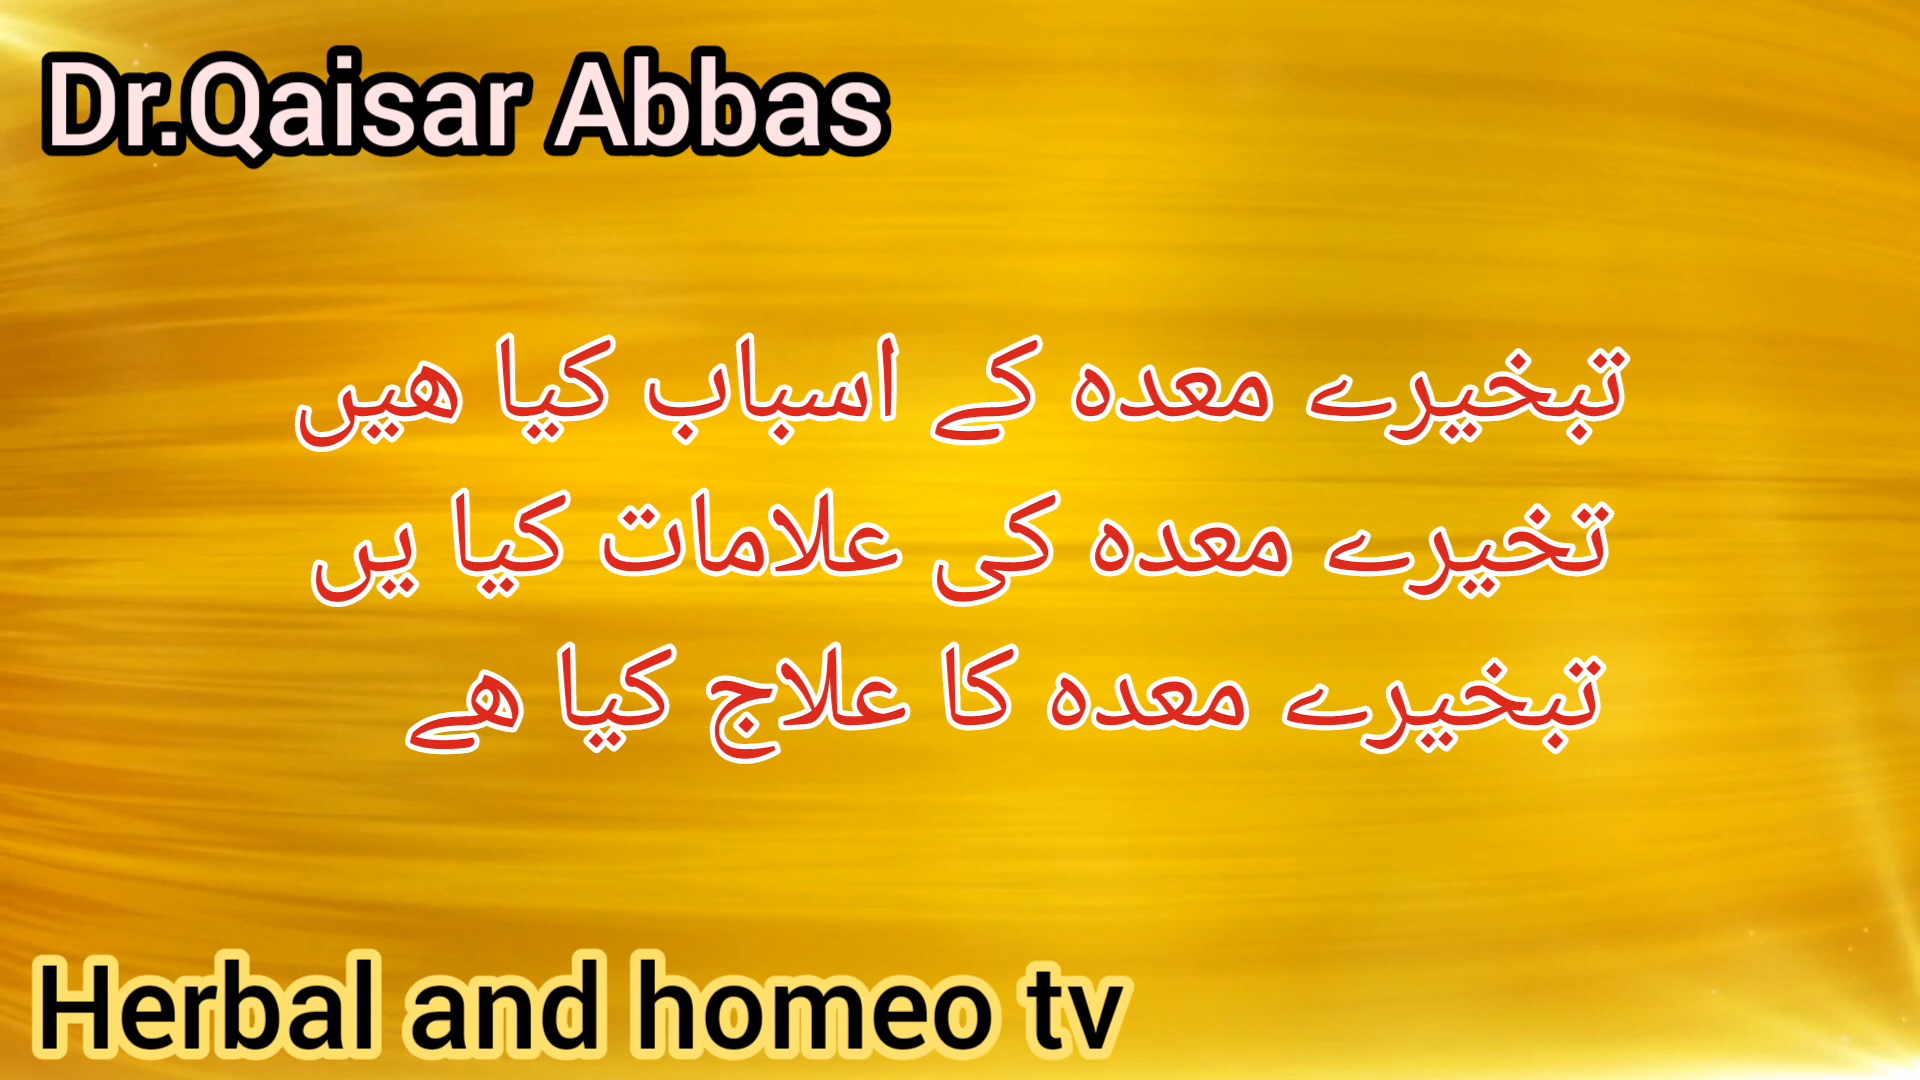 Dr.Qaisar Abbas
تبخیرے معدہ کے اسباب کیا ھیں
تخیرے معدہ کی علامات کیا یں
تبخیرے معدہ کا علاج کیا ھے
Herbal and homeo tv